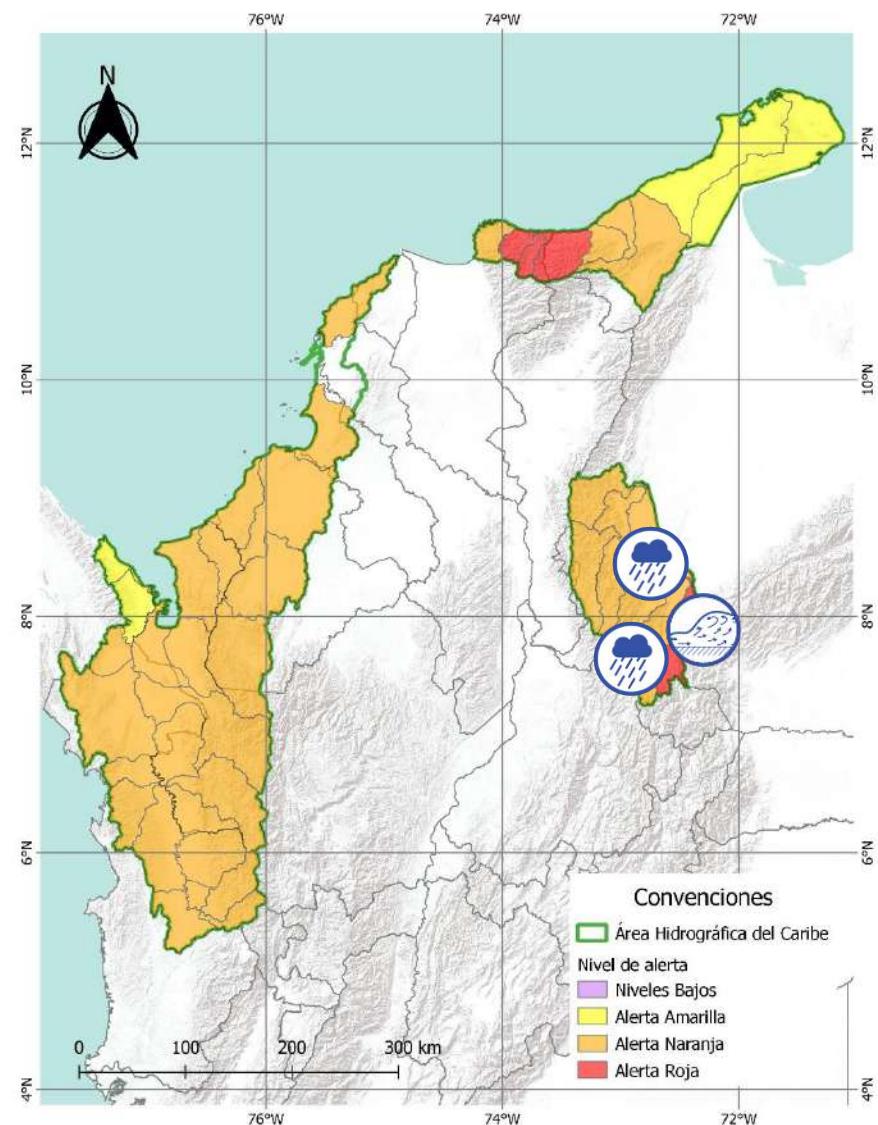 76°W 74°W 72°W
N
12°N 12°N
10°N 10°N
8°N 8°N
6°N 6°N
Convenciones
Área Hidrográfica del Caribe
Nivel de alerta
Niveles Bajos
Alerta Amarilla
Alerta Naranja
Alerta Roja
0 100 200 300 km
4°N 4°N
76°W 74°W 72°W